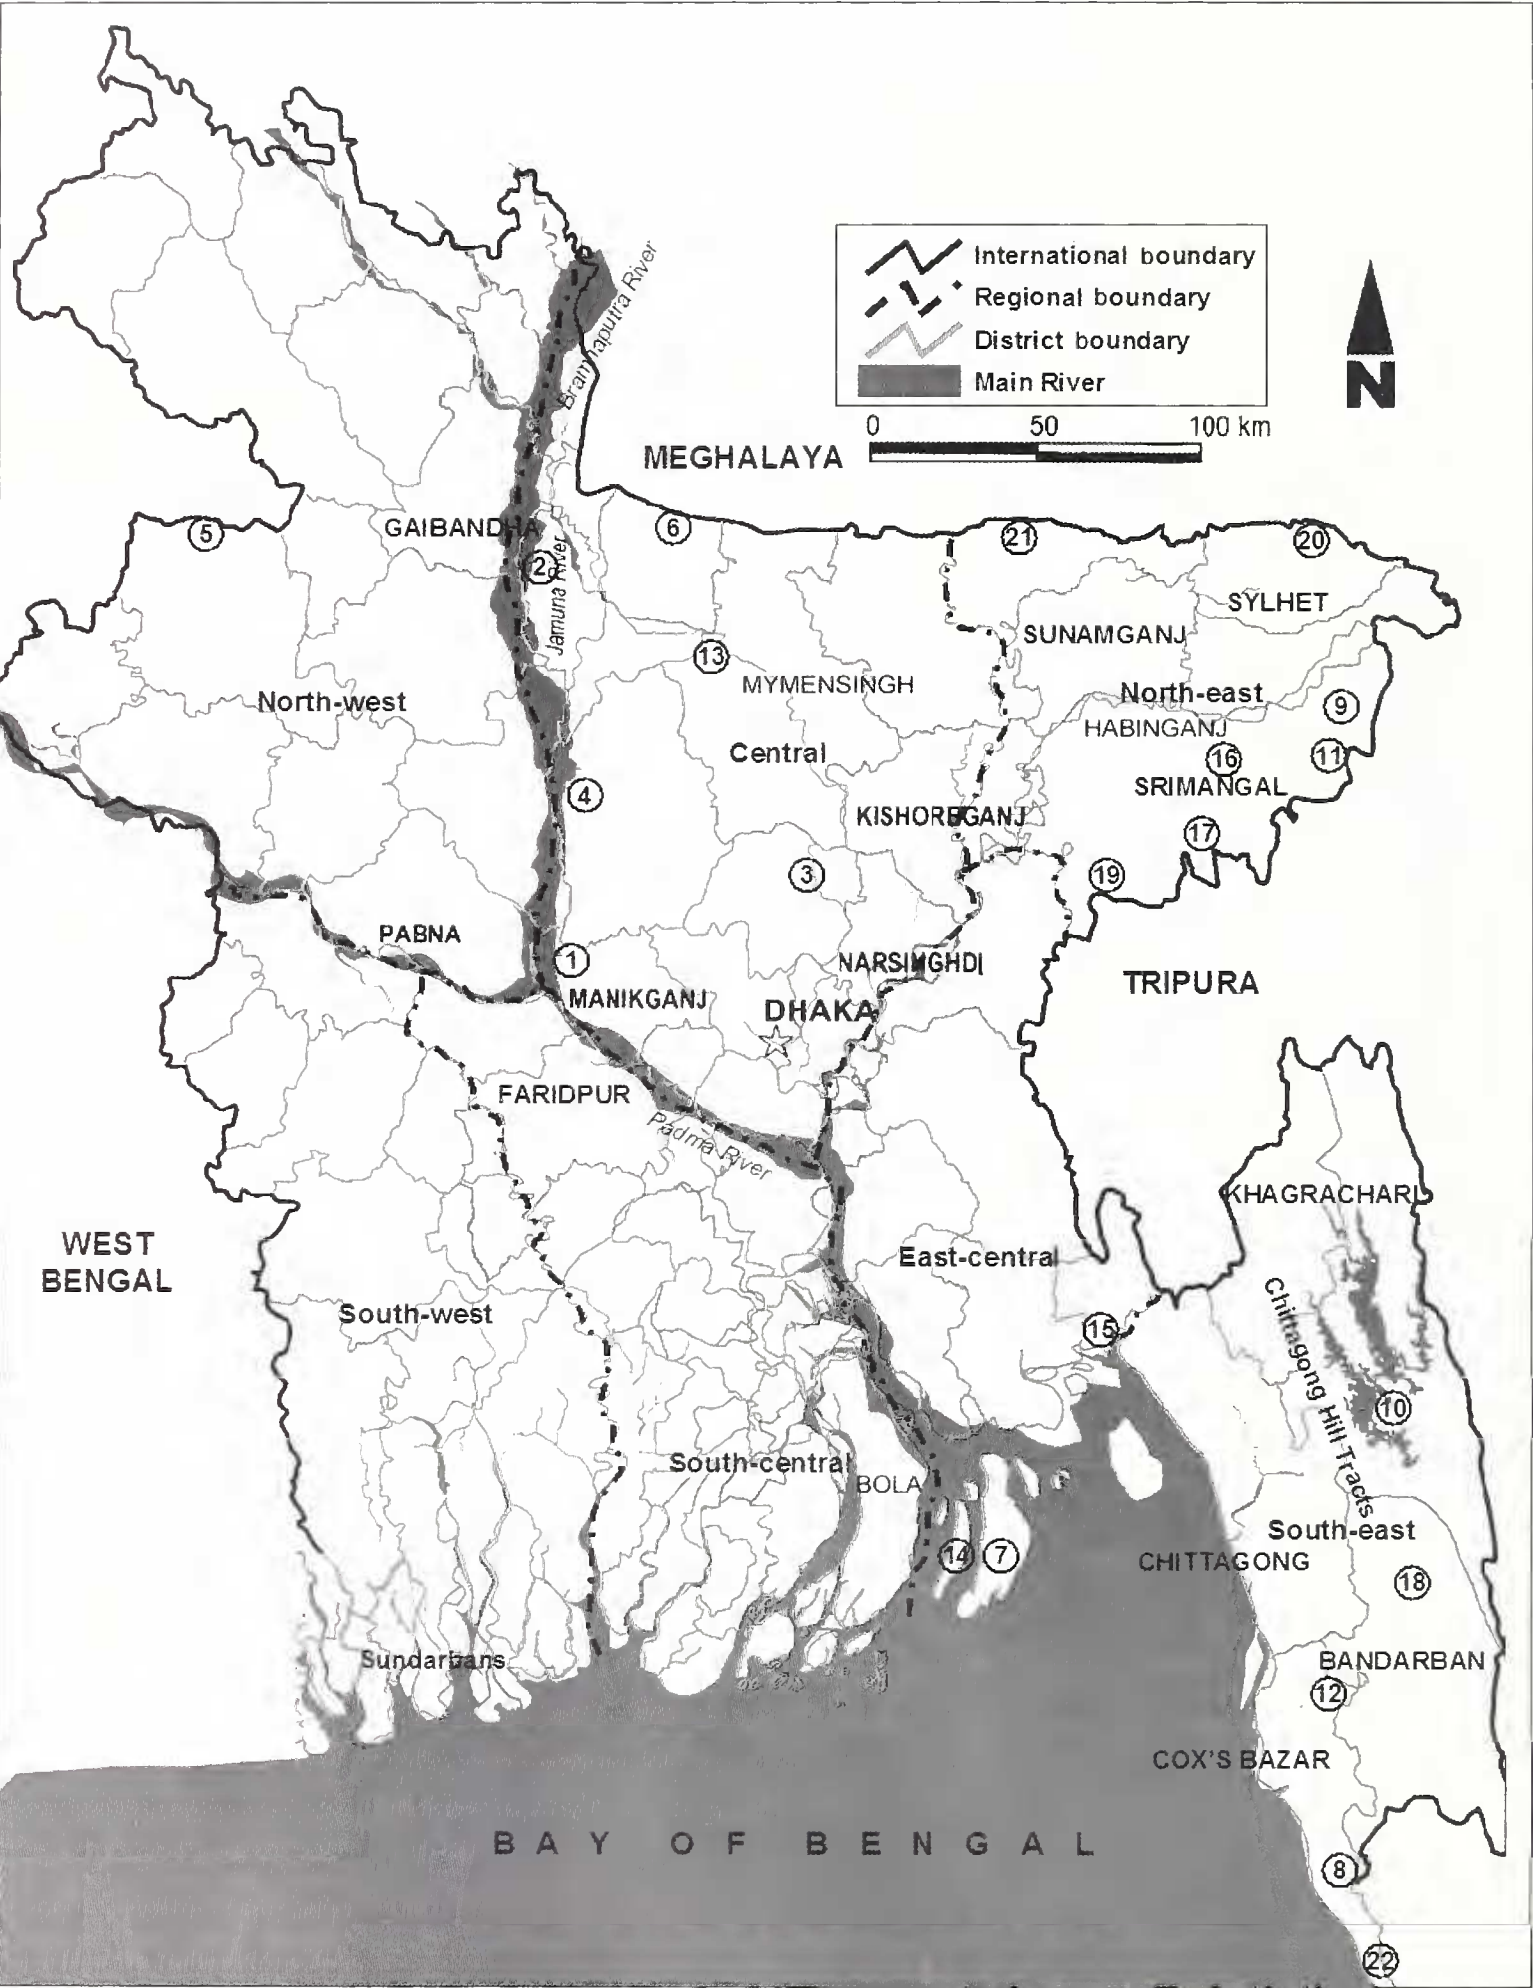 International boundary
Regional boundary
District boundary
Main River
N
0 50 100 km
Bramhaputra River
MEGHALAYA
5
GAIBANDHA
6
21
20
2
Jamuna River
SYLHET
SUNAMGANJ
13
MYMENSINGH
North-west
North-east
9
HABINGANJ
Central
16
11
SRIMANGAL
4
KISHOREGANJ
17
3
19
PABNA
1
NARSINGHDI
MANIKGANJ
DHAKA
TRIPURA
FARIDPUR
Padma River
KHAGRACHARI
WEST
BENGAL
East-central
South-west
15
Chittagong Hill Tracts
10
South-central
BOLA
South-east
14
7
CHITTAGONG
18
Sundarbans
BANDARBAN
12
COX'S BAZAR
BAY OF BENGAL
8
22